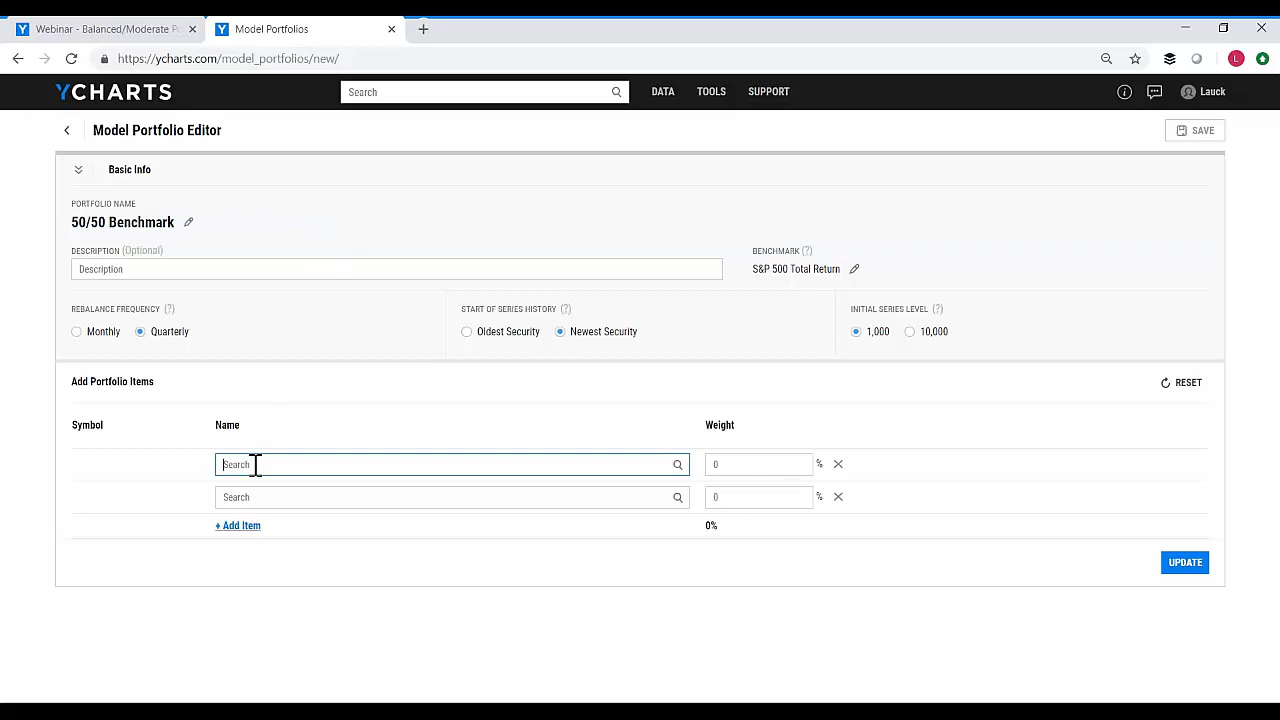 Webinar - Balanced/Moderate Po
Model Portfolios
https://ycharts.com/model_portfolios/new/
L
YCHARTS
Search
DATA
TOOLS
SUPPORT
Lauck
Model Portfolio Editor
SAVE
Basic Info
PORTFOLIO NAME
50/50 Benchmark
DESCRIPTION (Optional)
BENCHMARK (?)
Description
S&P 500 Total Return
REBALANCE FREQUENCY (?)
START OF SERIES HISTORY (?)
INITIAL SERIES LEVEL (?)
Monthly
Quarterly
Oldest Security
Newest Security
1,000
10,000
Add Portfolio Items
RESET
Symbol
Name
Weight
Search
0
%
Search
0
%
+ Add Item
0%
UPDATE